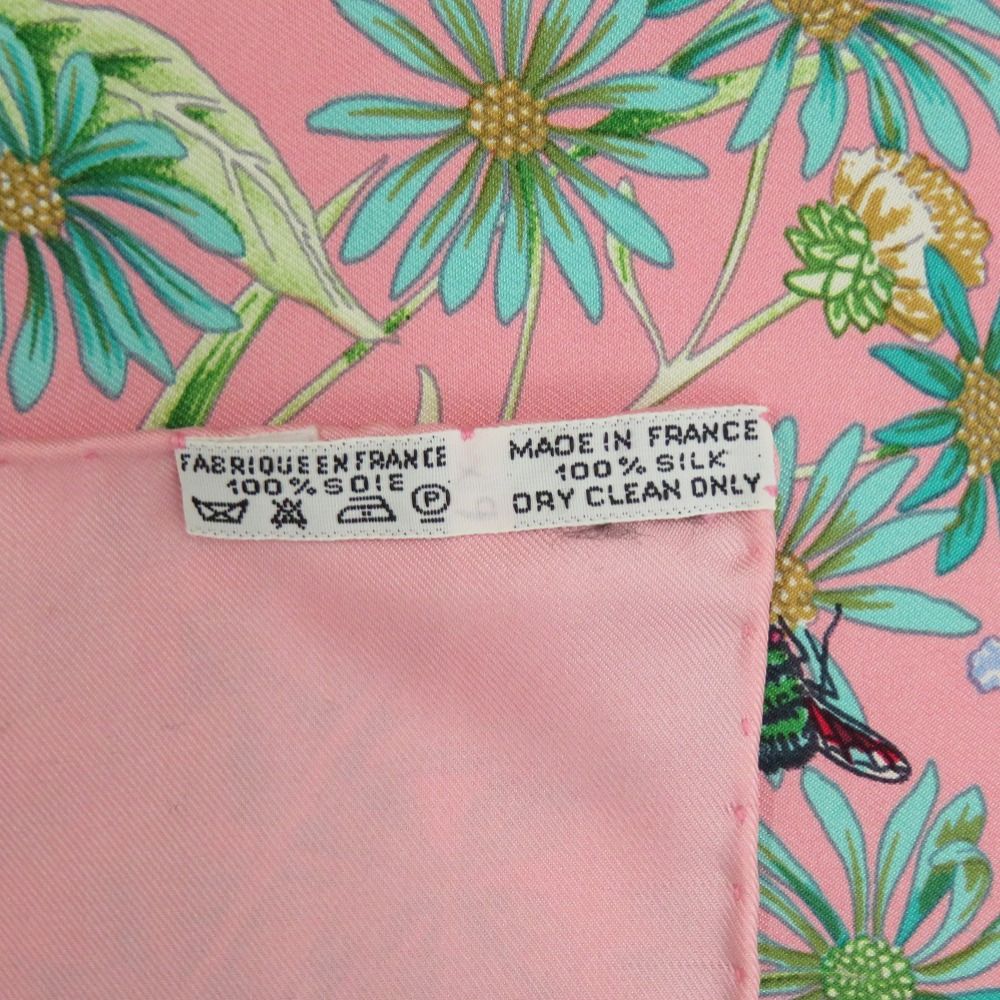 FABRIQUE EN FRANCE
100% SOIE
P
MADE IN FRANCE
100% SILK
DRY CLEAN ONLY